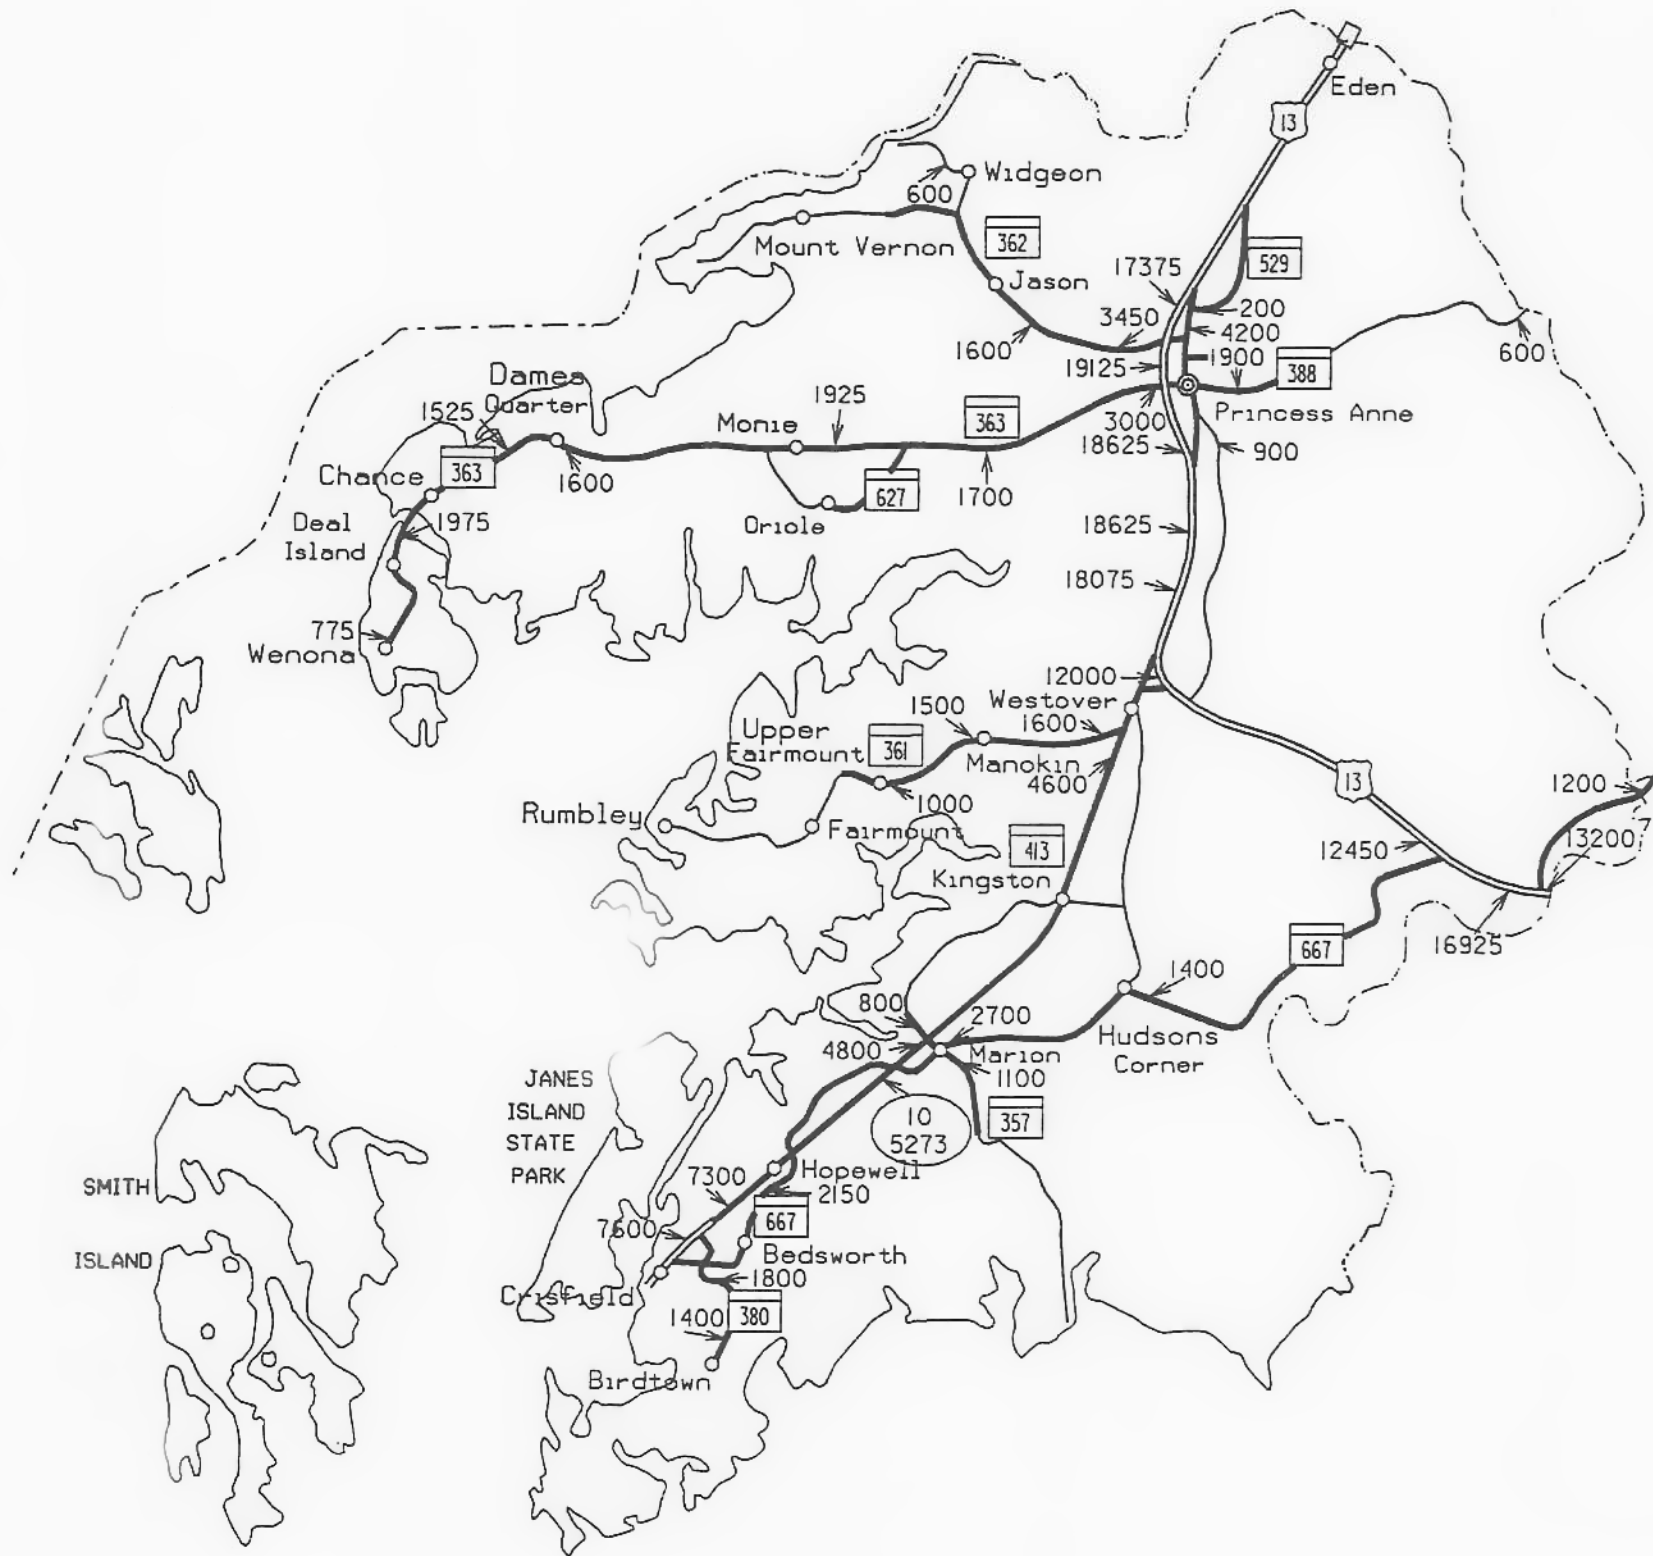 Eden
13
Widgeon
600
362
Mount Vernon
529
17375
Jason
200
3450
4200
1600
1900
600
19125
388
Dames
Quarter
1525
1925
363
3000
Princess Anne
Monie
18625
900
363
Chance
1600
627
1700
Oriole
Deal
Island
1975
18625
18075
775
Wenona
12000
Westover
1500
1600
Upper
Fairmount
361
Manokin
4600
13
1200
1000
Rumbley
Fairmount
413
12450
13200
Kingston
667
16925
1400
800
2700
4800
Marion
1100
Hudsons
Corner
JANES
ISLAND
STATE
PARK
10
5273
357
SMITH
ISLAND
7300
Hopewell
2150
667
7600
Bedsworth
1800
Crisfield
380
1400
Birdtown